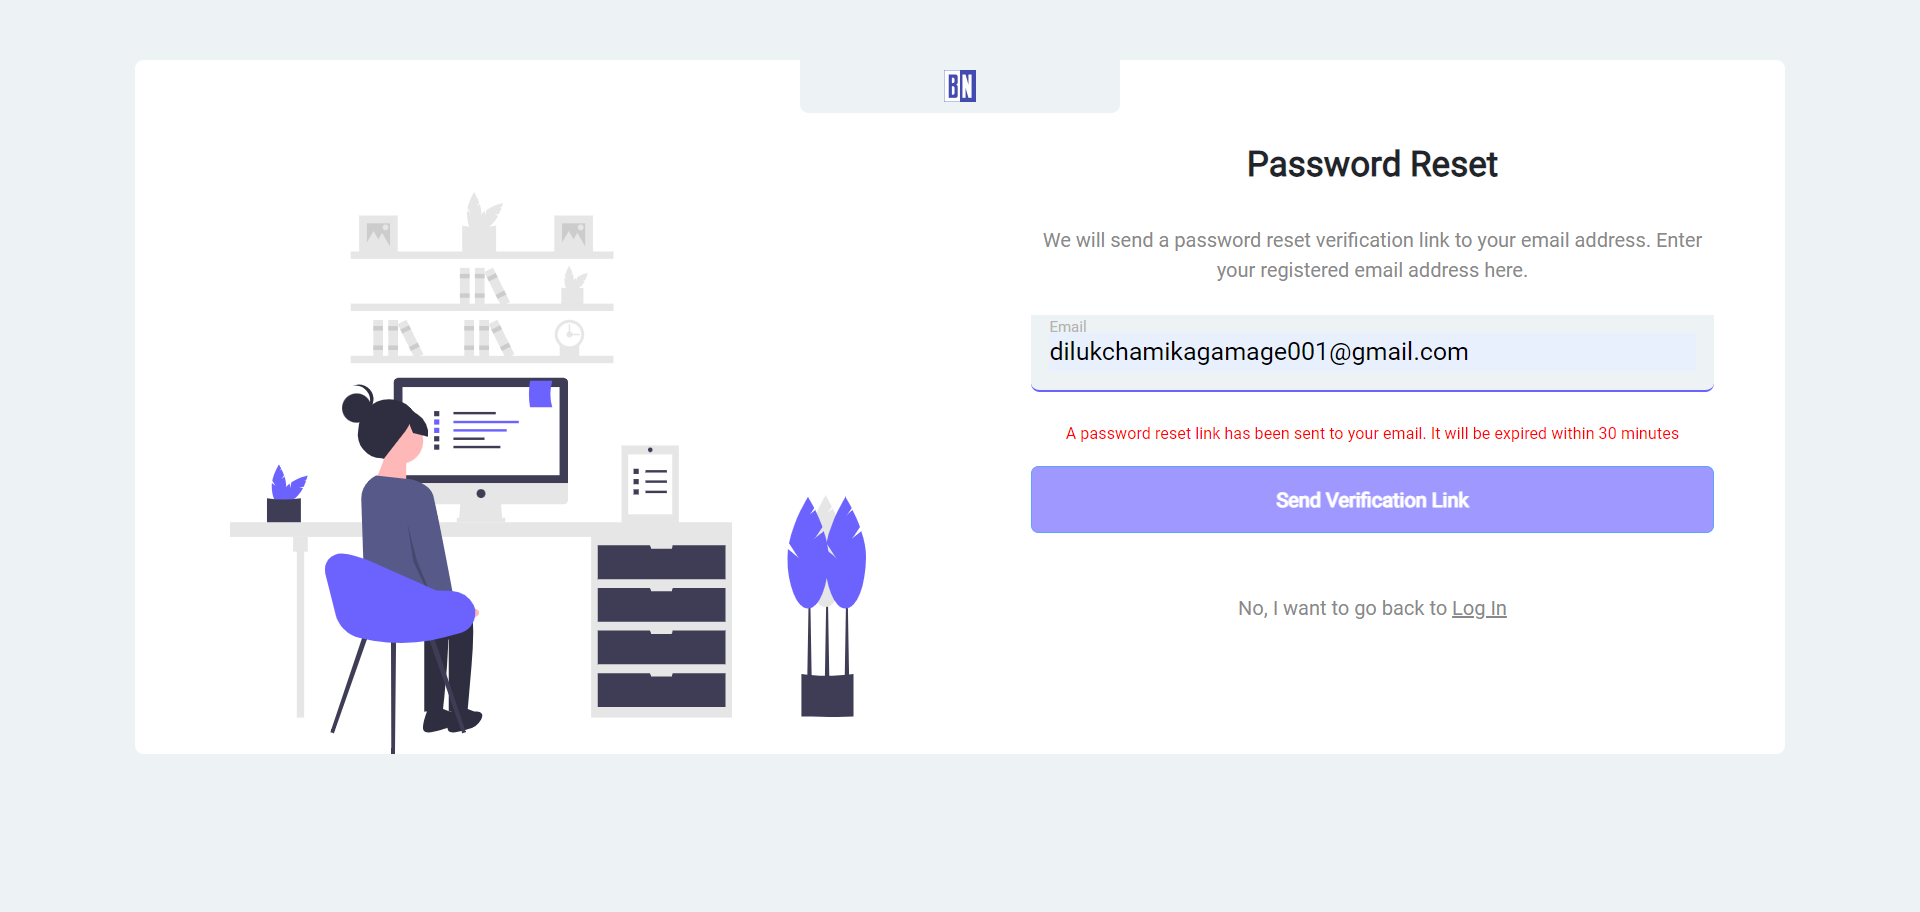 BN
Password Reset
We will send a password reset verification link to your email address. Enter
your registered email address here.
Email
dilukchamikagamage001@gmail.com
A password reset link has been sent to your email. It will be expired within 30 minutes
Send Verification Link
No, I want to go back to Log In